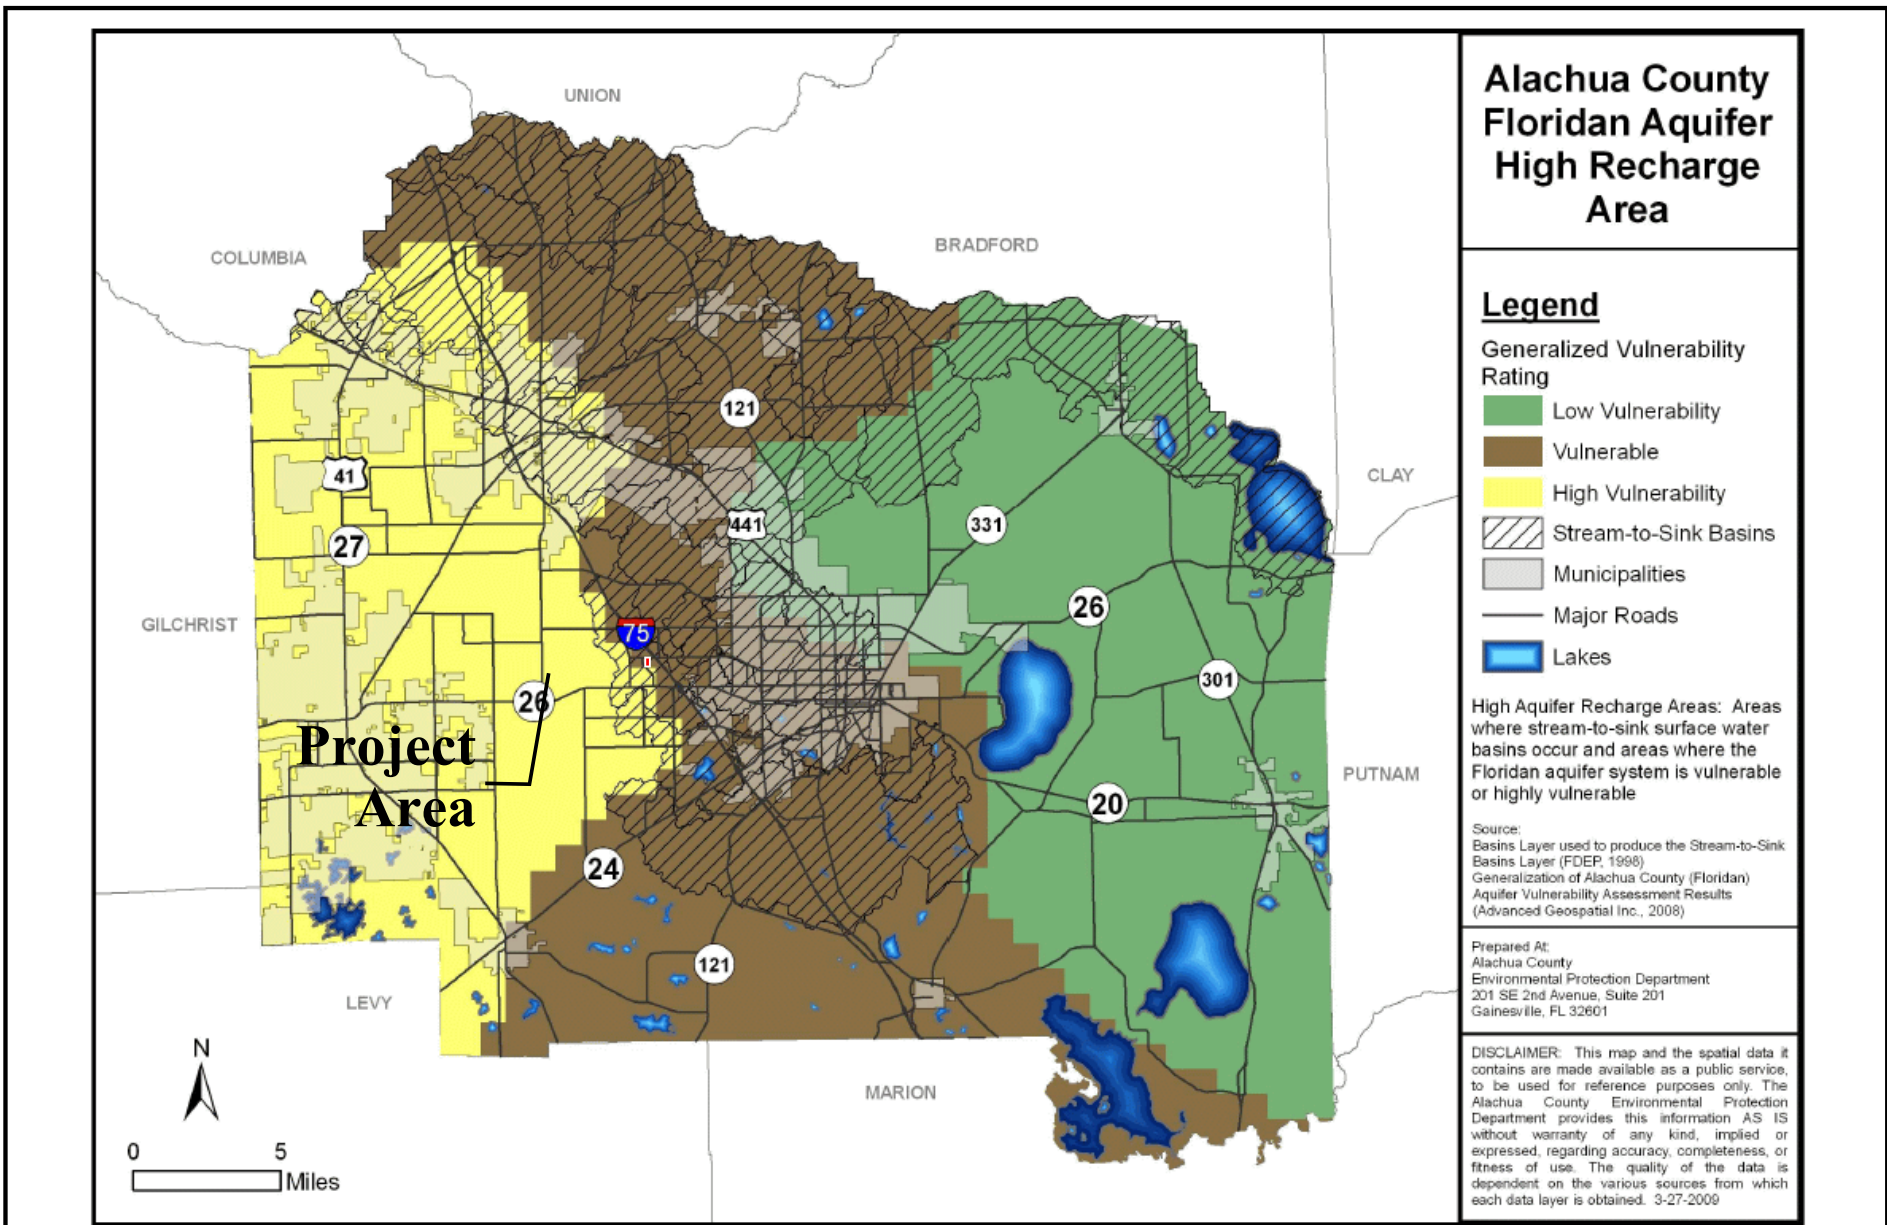 Alachua County
Floridan Aquifer
High Recharge
Area
Legend
Generalized Vulnerability
Rating
Low Vulnerability
Vulnerable
High Vulnerability
Stream-to-Sink Basins
Municipalities
Major Roads
Lakes
High Aquifer Recharge Areas: Areas
where stream-to-sink surface water
basins occur and areas where the
Floridan aquifer system is vulnerable
or highly vulnerable
Source:
Basins Layer used to produce the Stream-to-Sink
Basins Layer (FDEP, 1998)
Generalization of Alachua County (Floridan)
Aquifer Vulnerability Assessment Results
(Advanced Geospatial Inc., 2008)
Prepared At:
Alachua County
Environmental Protection Department
201 SE 2nd Avenue, Suite 201
Gainesville, FL 32601
DISCLAIMER: This map and the spatial data it
contains are made available as a public service,
to be used for reference purposes only. The
Alachua County Environmental Protection
Department provides this information AS IS
without warranty of any kind, implied or
expressed, regarding accuracy, completeness, or
fitness of use. The quality of the data is
dependent on the various sources from which
each data layer is obtained. 3-27-2009
UNION
COLUMBIA
BRADFORD
CLAY
GILCHRIST
PUTNAM
LEVY
MARION
121
41
441
331
27
26
75
301
26
Project
Area
20
24
121
N
0 5
Miles